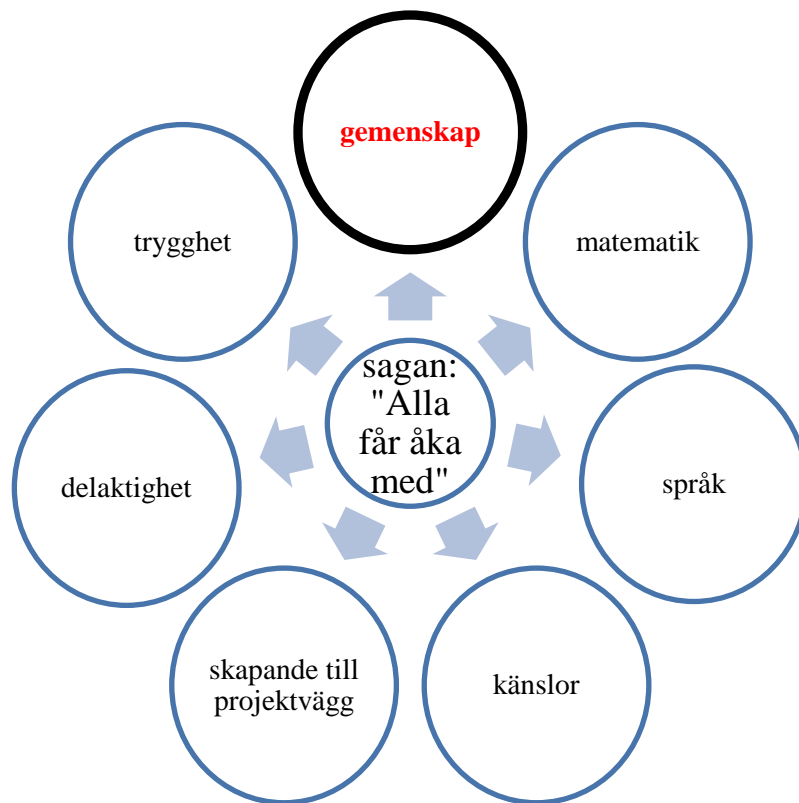 gemenskap
trygghet
matematik
sagan:
"Alla
får åka
med"
delaktighet
språk
skapande till
projektvägg
känslor